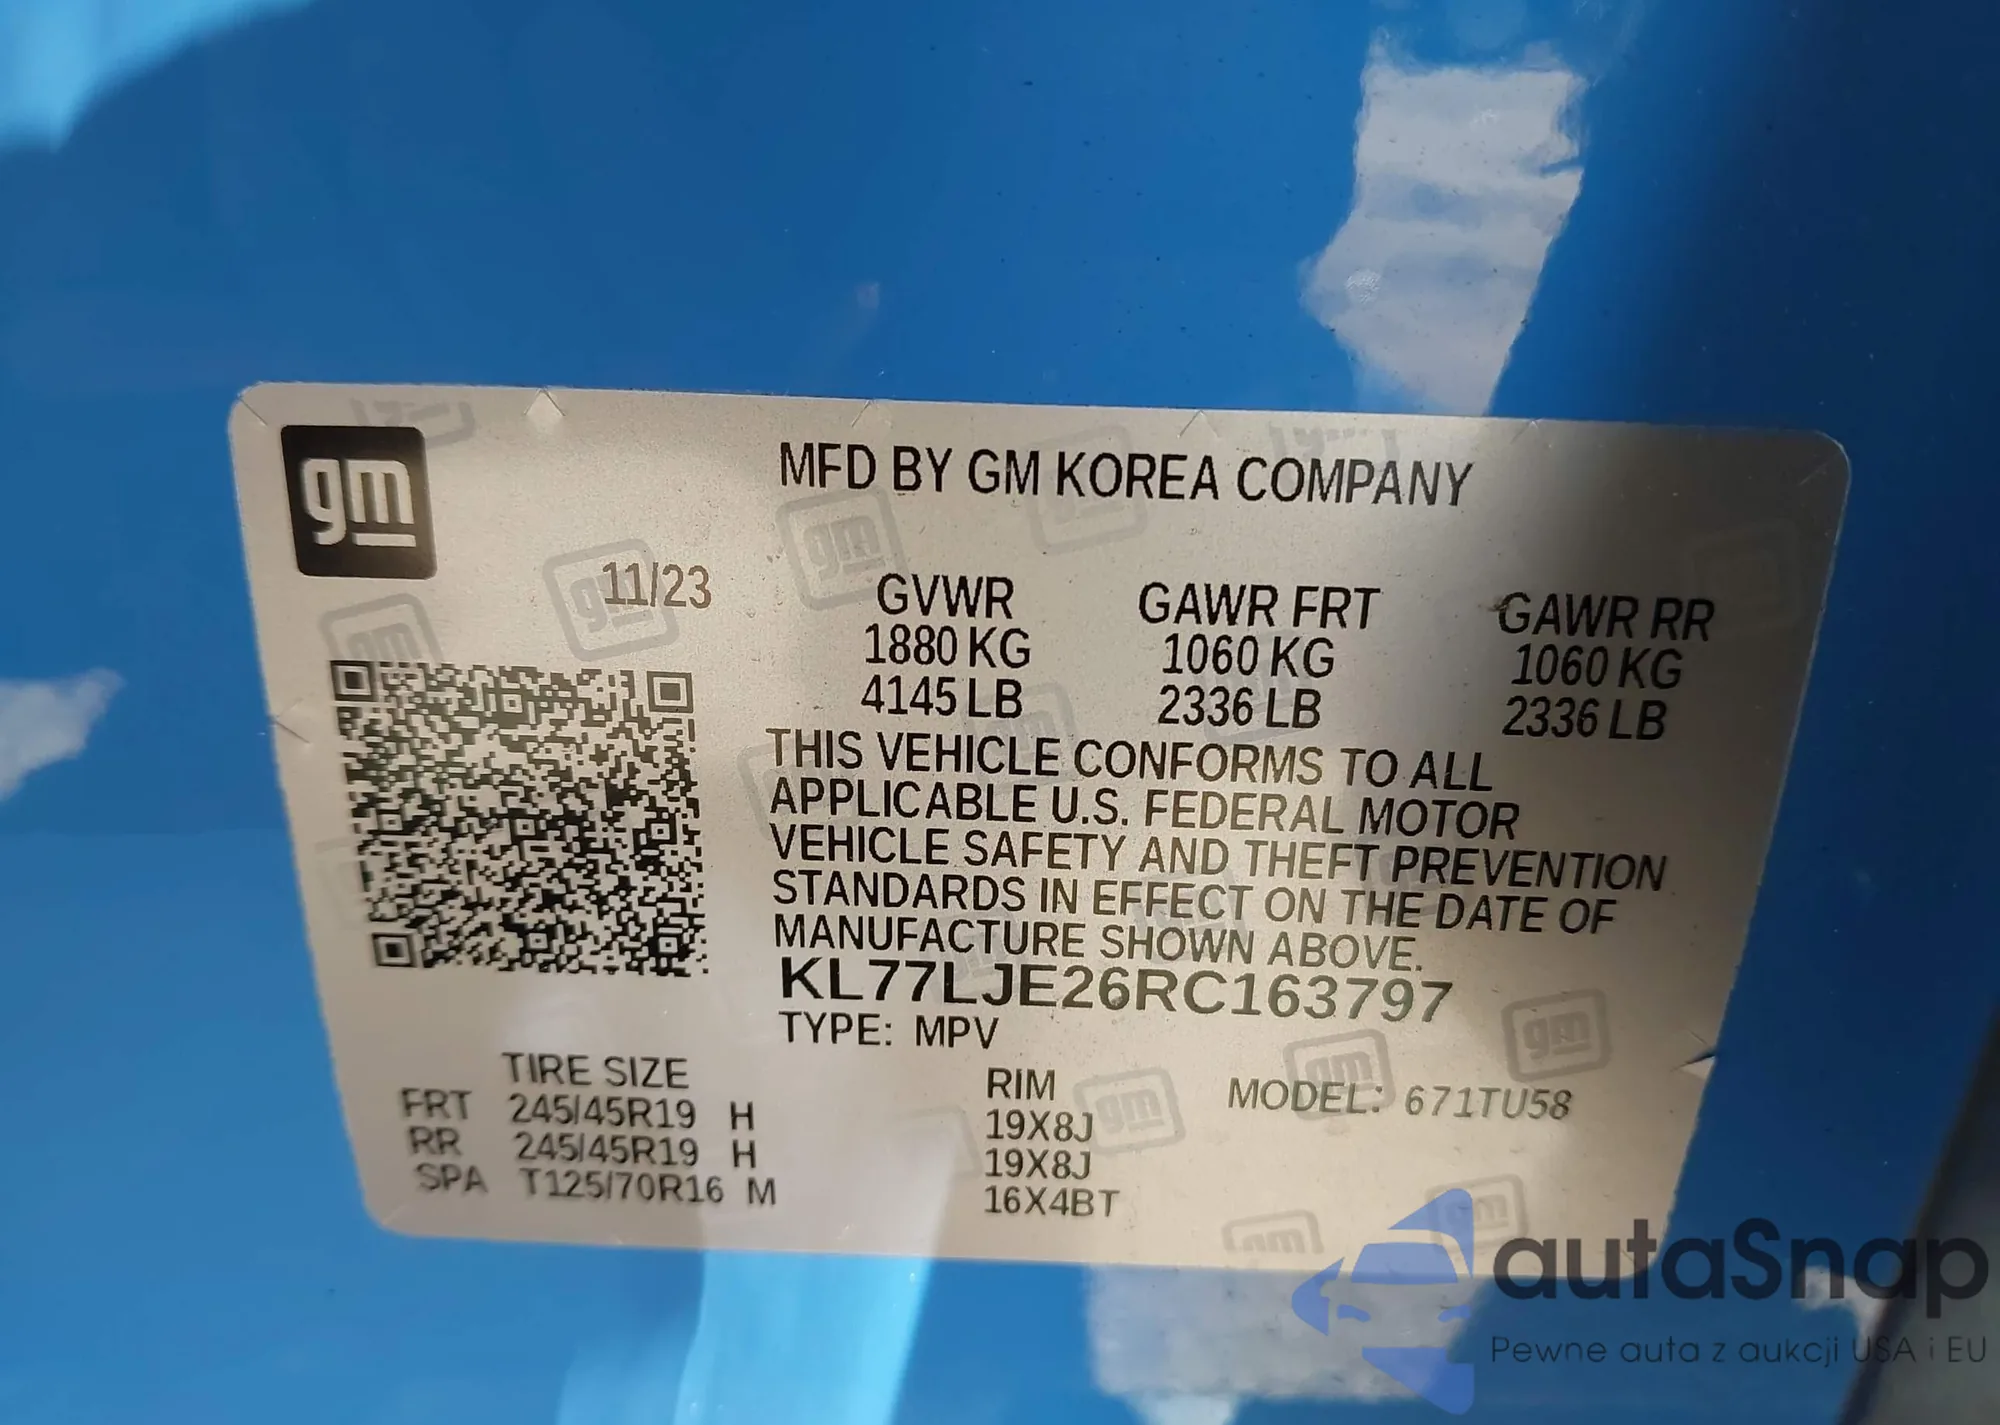 gm
MFD BY GM KOREA COMPANY
11/23
GVWR GAWR FRT GAWR RR
1880 KG 1060 KG 1060 KG
4145 LB 2336 LB 2336 LB
THIS VEHICLE CONFORMS TO ALL
APPLICABLE U.S. FEDERAL MOTOR
VEHICLE SAFETY AND THEFT PREVENTION
STANDARDS IN EFFECT ON THE DATE OF
MANUFACTURE SHOWN ABOVE.
KL77LJE26RC163797
TYPE: MPV
TIRE SIZE RIM MODEL: 671TU58
FRT 245/45R19 H 19X8J
RR 245/45R19 H 19X8J
SPA T125/70R16 M 16X4BT
autaSnap
Pewne auta z aukcji USA i EU